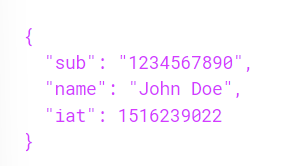 {
  "sub": "1234567890",
  "name": "John Doe",
  "iat": 1516239022
}